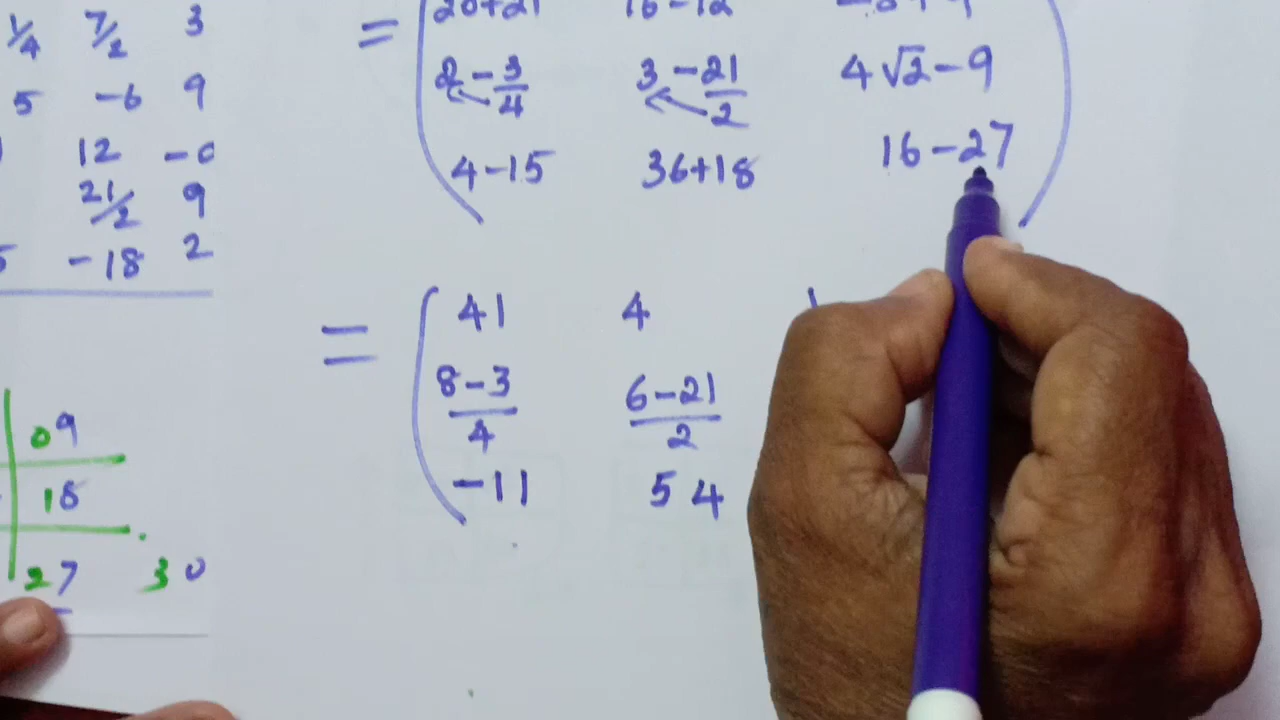 1/4 7/2 3
5 -6 9
12 -0
21/2 9
-18 2
09
18
27 30
= ( 20+21 16-12
2 - 3/4 3 - 21/2 4√2-9
4-15 36+18 16-27 )
= ( 41 4
8-3/4 6-21/2
-11 54